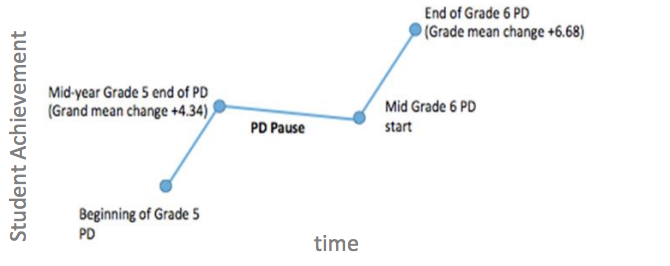 End of Grade 6 PD
(Grade mean change +6.68)
Student Achievement
Mid-year Grade 5 end of PD
(Grand mean change +4.34)
Mid Grade 6 PD
start
PD Pause
Beginning of Grade 5
PD
time